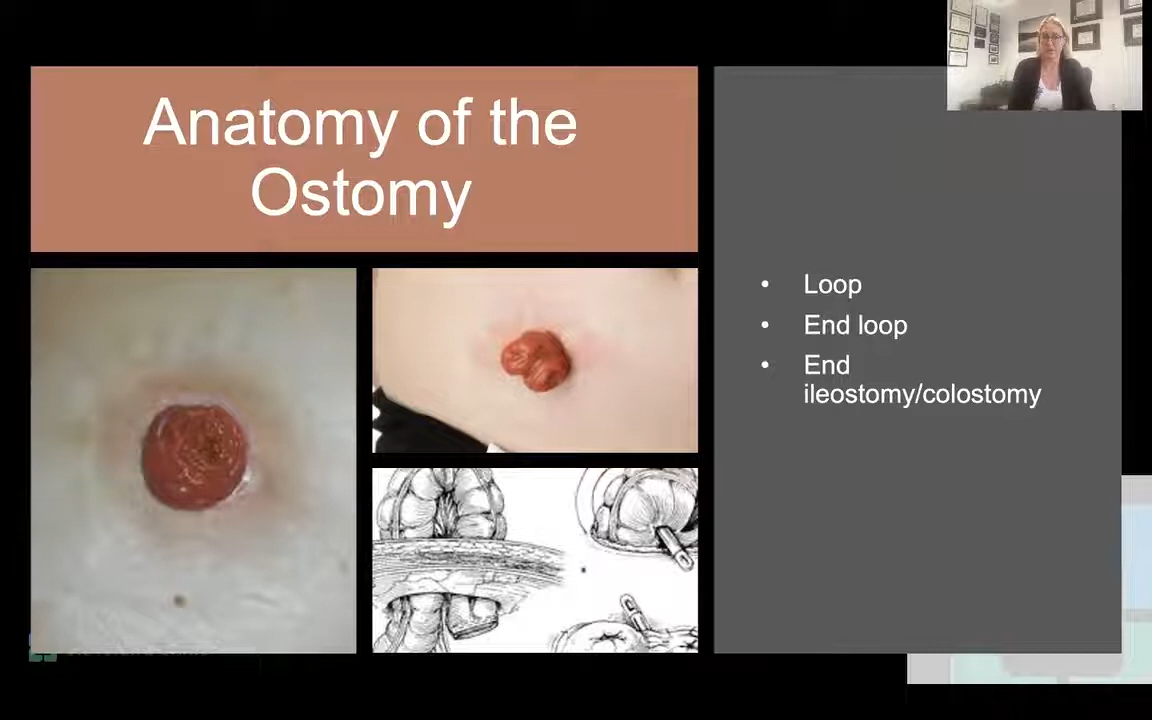 Anatomy of the
Ostomy
• Loop
• End loop
• End
ileostomy/colostomy